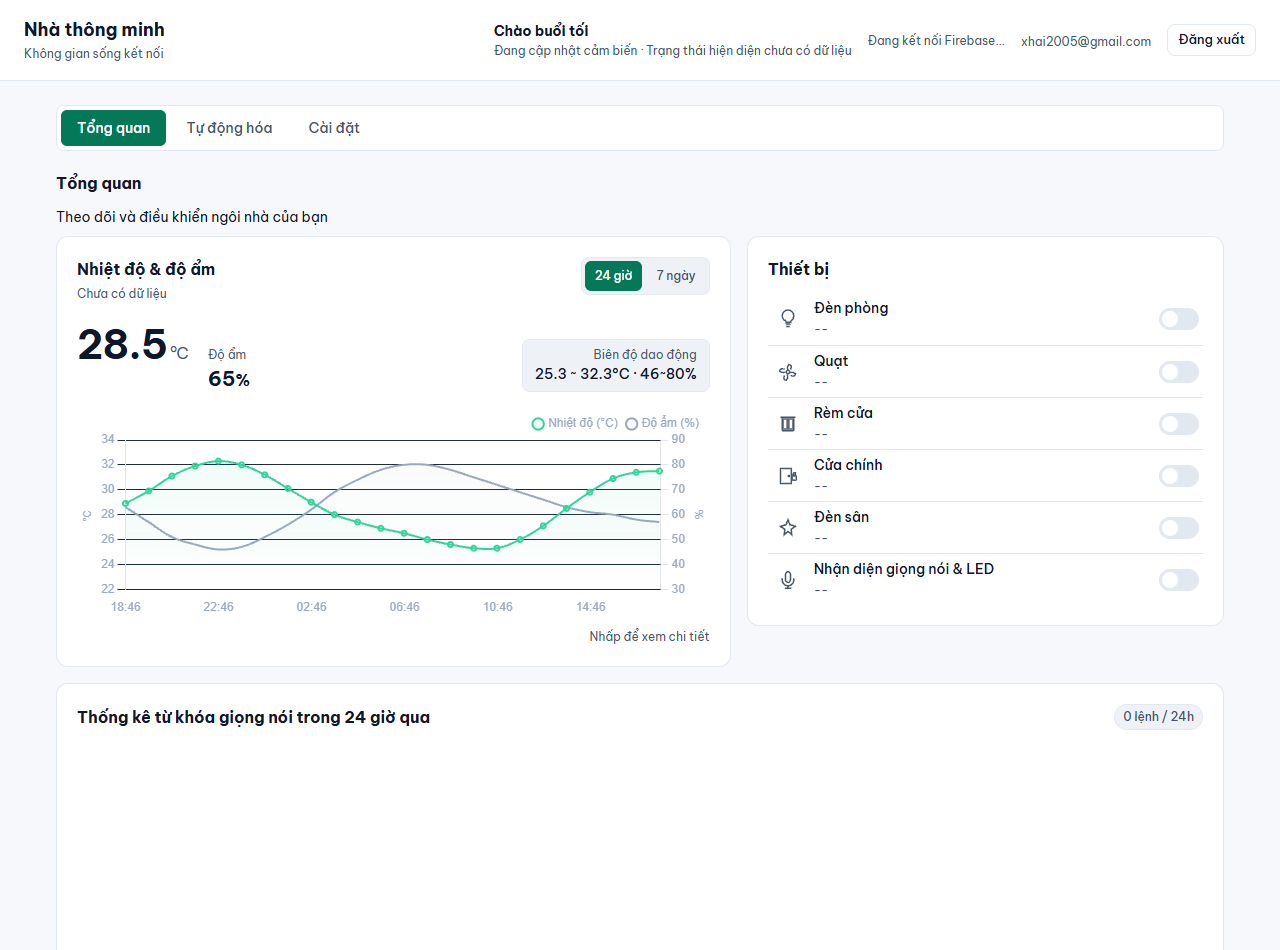 Nhà thông minh
Không gian sống kết nối
Chào buổi tối
Đang cập nhật cảm biến · Trạng thái hiện diện chưa có dữ liệu
Đang kết nối Firebase...
xhai2005@gmail.com
Đăng xuất
Tổng quan
Tự động hóa
Cài đặt
Tổng quan
Theo dõi và điều khiển ngôi nhà của bạn
Nhiệt độ & độ ẩm
Chưa có dữ liệu
24 giờ
7 ngày
28.5 °C
Độ ẩm
65%
Biên độ dao động
25.3 ~ 32.3°C · 46~80%
Nhiệt độ (°C)
Độ ẩm (%)
34
32
30
28
26
24
22
°C
90
80
70
60
50
40
30
%
18:46
22:46
02:46
06:46
10:46
14:46
Nhấp để xem chi tiết
Thiết bị
Đèn phòng
--
Quạt
--
Rèm cửa
--
Cửa chính
--
Đèn sân
--
Nhận diện giọng nói & LED
--
Thống kê từ khóa giọng nói trong 24 giờ qua
0 lệnh / 24h